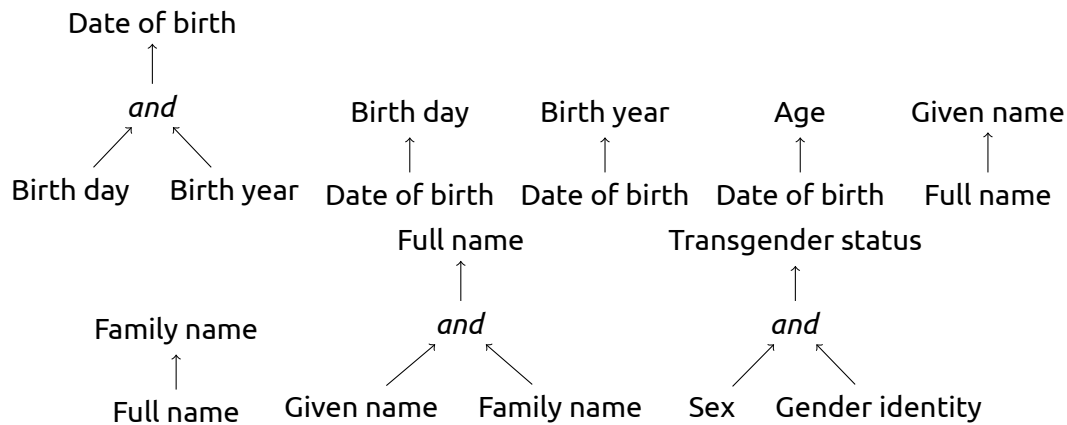 Date of birth
and
Birth day Birth year
Birth day
Date of birth
Birth year
Date of birth
Age
Date of birth
Given name
Full name
Family name
Full name
Full name
and
Given name Family name
Transgender status
and
Sex Gender identity